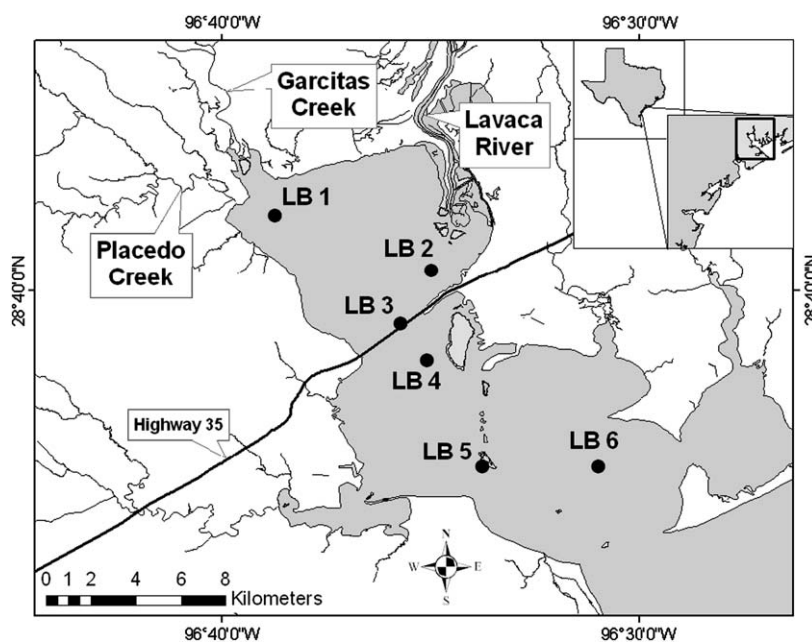 96°40'0"W
96°30'0"W
Garcitas
Creek
Lavaca
River
LB 1
Placedo
Creek
LB 2
28°40'0"N
28°40'0"N
LB 3
LB 4
Highway 35
LB 5
LB 6
N
W
E
S
0 1 2 4 6 8
Kilometers
96°40'0"W
96°30'0"W